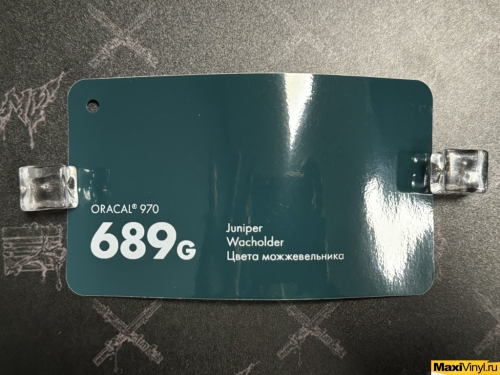 ORACAL® 970
689G
Juniper
Wacholder
Цвета можжевельника
MaxiVinyl.ru